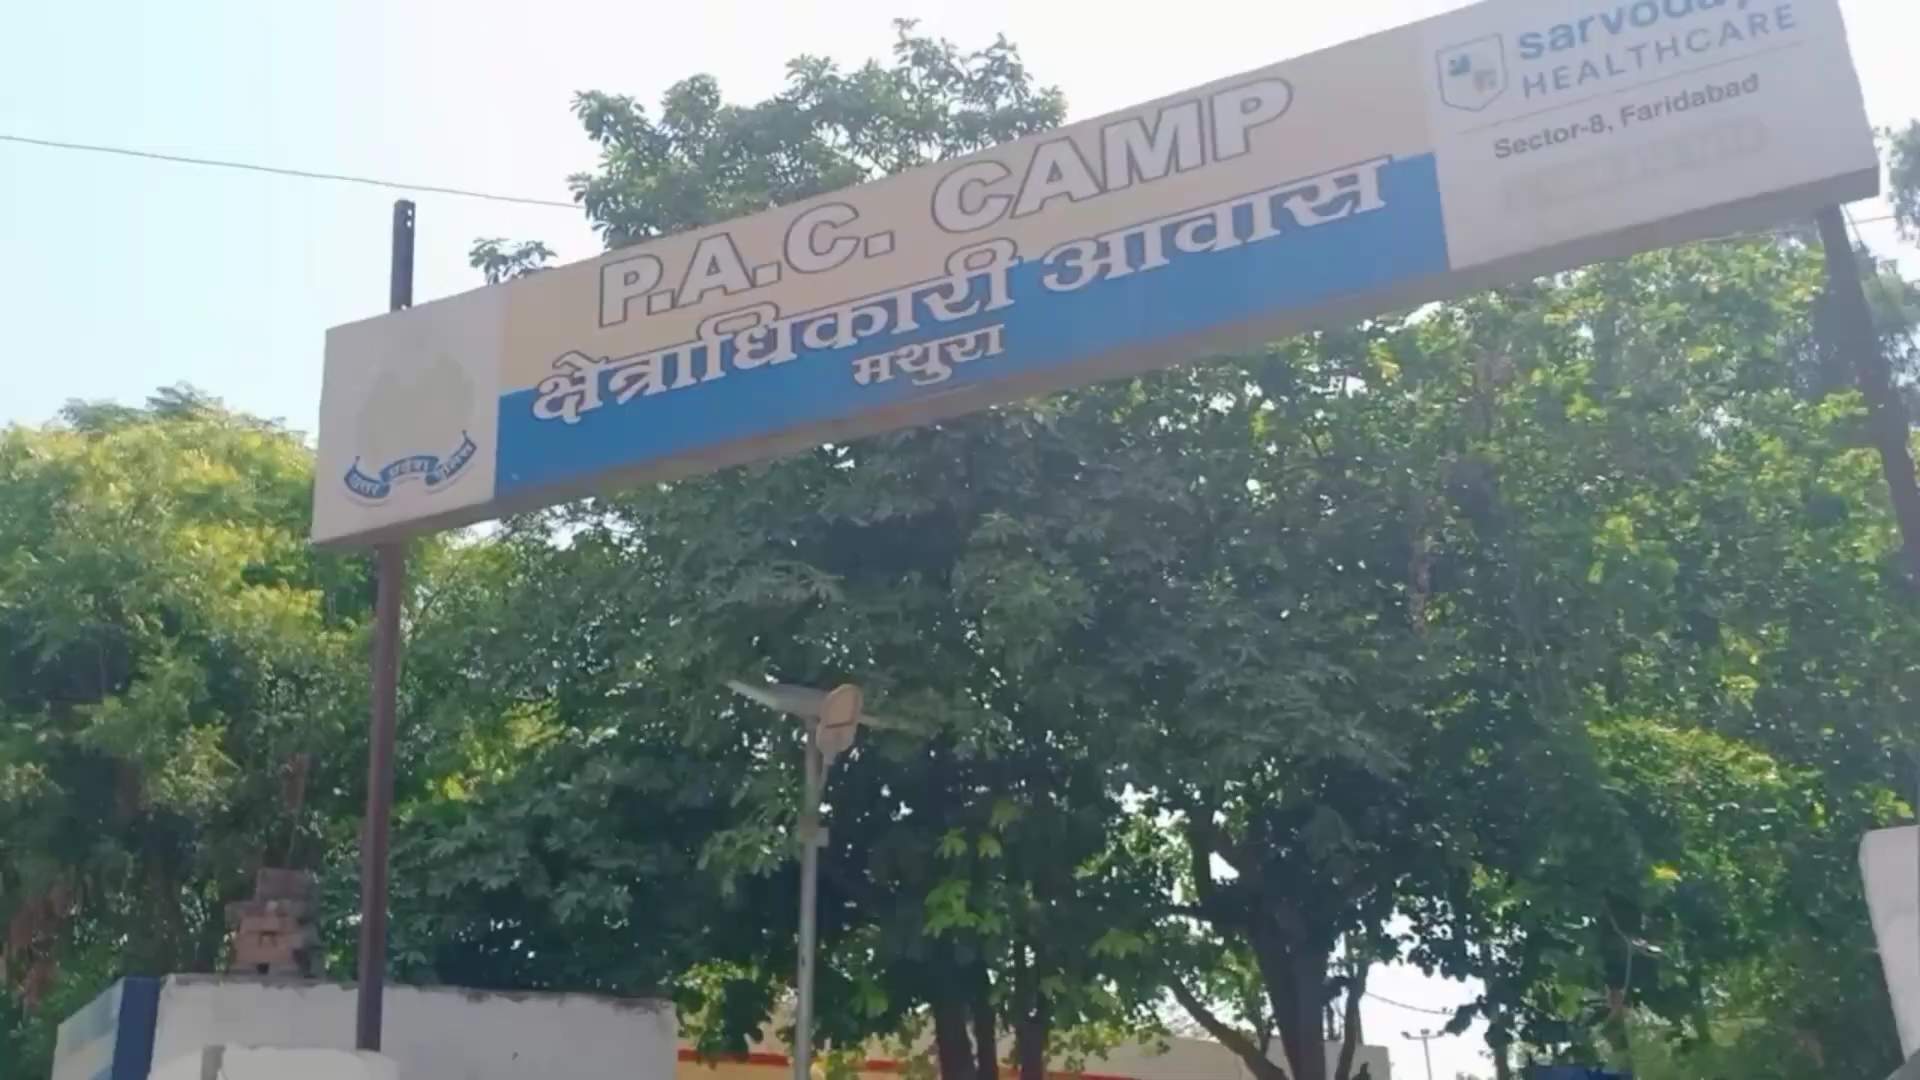 P.A.C. CAMP
क्षेत्राधिकारी आवास
मथुरा
HEALTHCARE
Sector-8, Faridabad